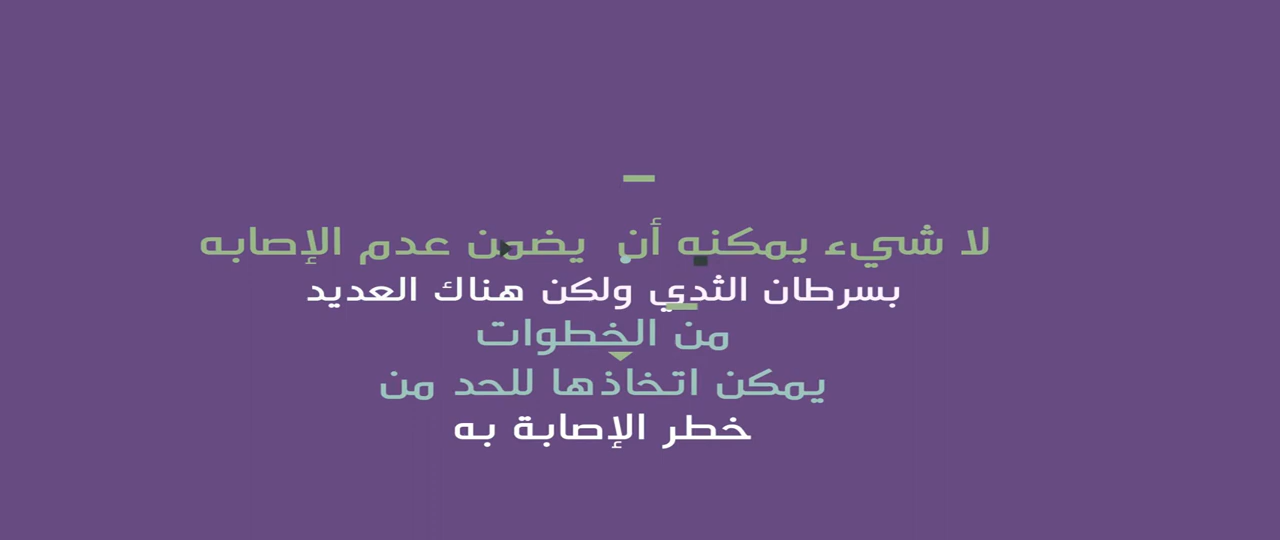 لا شيء يمكنه أن يضمن عدم الإصابه
بسرطان الثدي ولكن هناك العديد
من الخطوات
يمكن اتخاذها للحد من
خطر الإصابة به